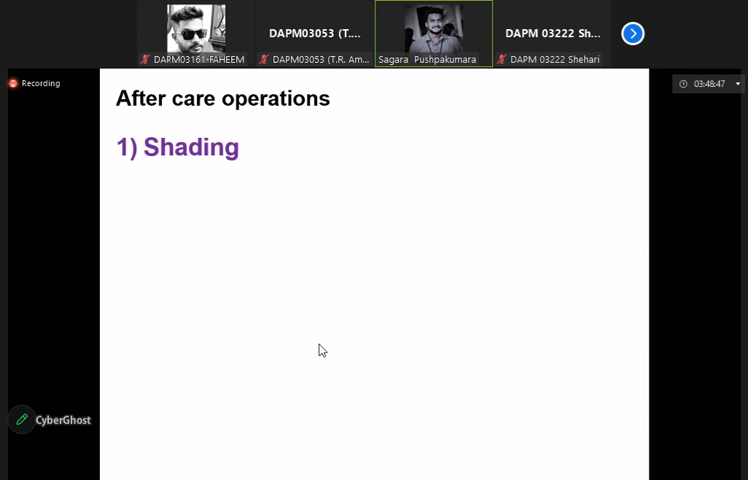 DAPM03053 (T....
DAPM 03222 Sh...
DAPM03161-FAHEEM
DAPM03053 (T.R. Am...
Sagara Pushpakumara
DAPM 03222 Shehari
Recording
03:48:47
After care operations
1) Shading
CyberGhost